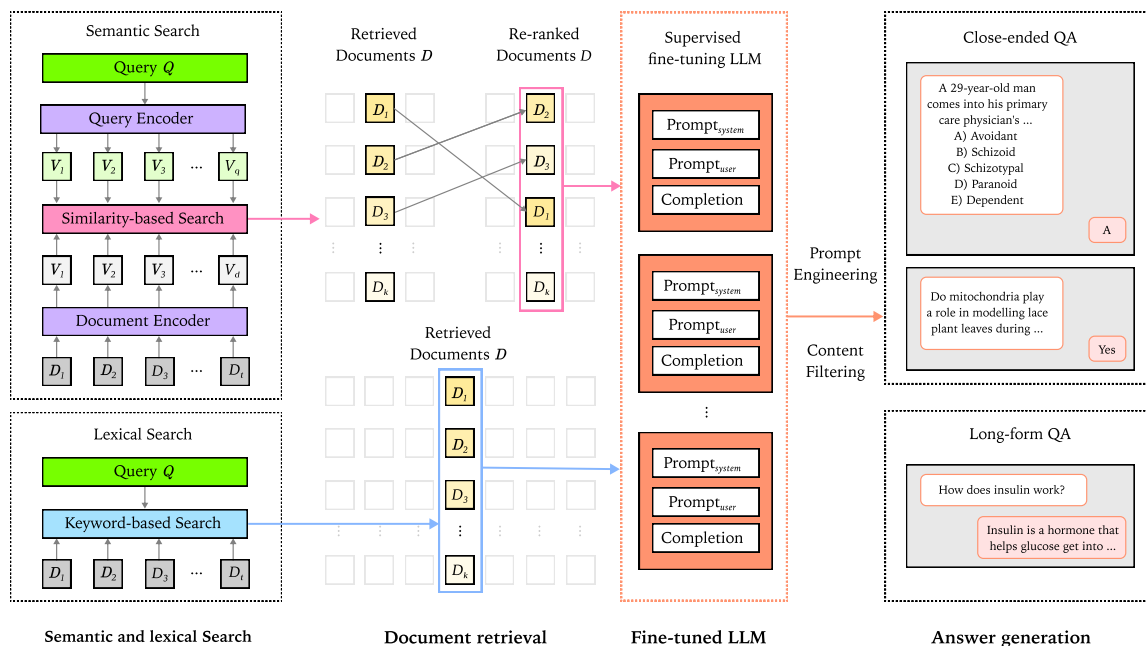 Semantic Search
Query Q
Query Encoder
V1 V2 V3 ... Vq
Similarity-based Search
V1 V2 V3 ... Vd
Document Encoder
D1 D2 D3 ... Dt
Lexical Search
Query Q
Keyword-based Search
D1 D2 D3 ... Dt
Semantic and lexical Search
Retrieved
Documents D
D1
D2
D3
⋮ ⋮ ⋮
Dk
Re-ranked
Documents D
D2
D3
D1
⋮ ⋮ ⋮
Dk
Retrieved
Documents D
D1
D2
D3
⋮ ⋮ ⋮ ⋮ ⋮ ⋮ ⋮
Dk
Document retrieval
Supervised
fine-tuning LLM
Promptsystem
Promptuser
Completion
Promptsystem
Promptuser
Completion
⋮
Promptsystem
Promptuser
Completion
Fine-tuned LLM
Prompt
Engineering
Content
Filtering
Close-ended QA
A 29-year-old man
comes into his primary
care physician's ...
A) Avoidant
B) Schizoid
C) Schizotypal
D) Paranoid
E) Dependent
A
Do mitochondria play
a role in modelling lace
plant leaves during ...
Yes
Long-form QA
How does insulin work?
Insulin is a hormone that
helps glucose get into ...
Answer generation